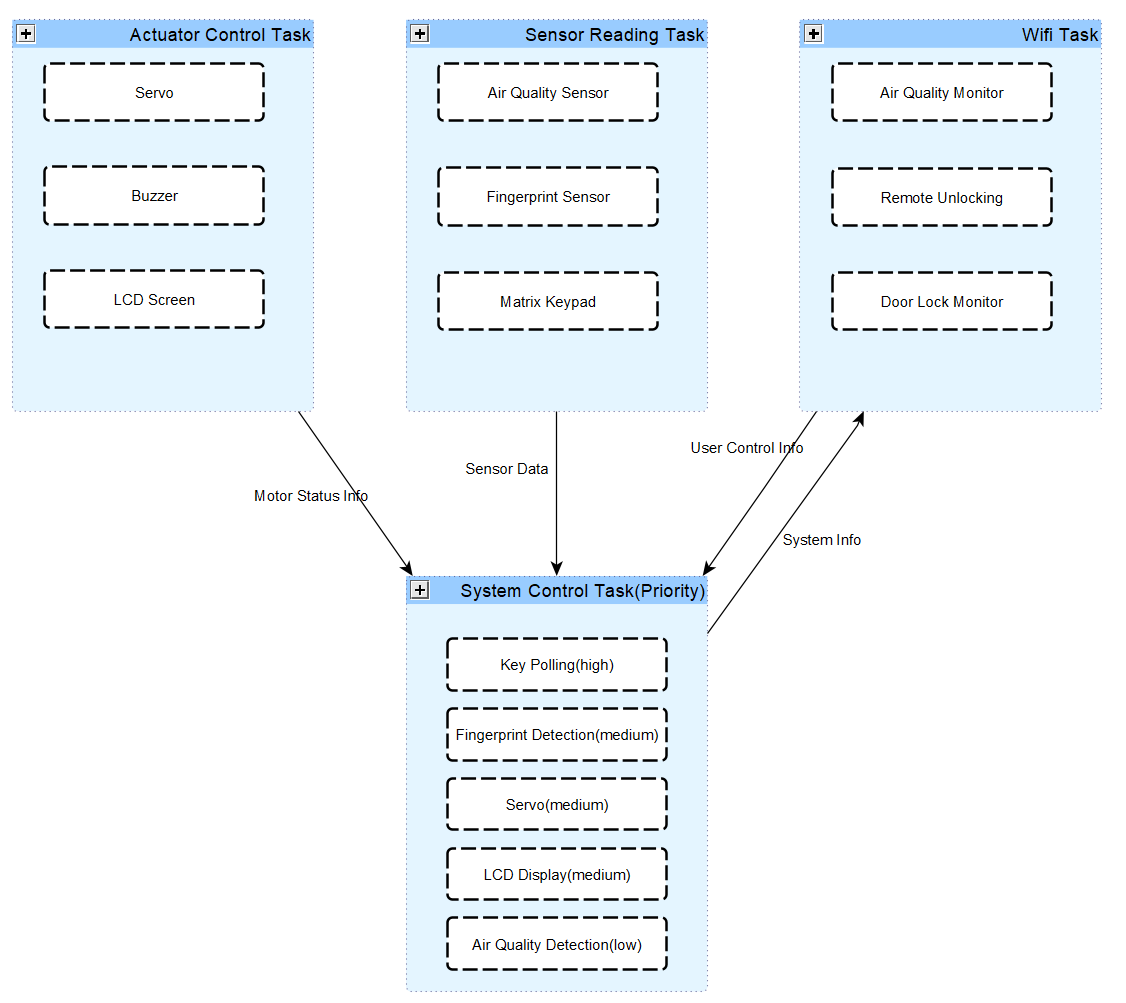 Actuator Control Task
Servo
Buzzer
LCD Screen
Sensor Reading Task
Air Quality Sensor
Fingerprint Sensor
Matrix Keypad
Wifi Task
Air Quality Monitor
Remote Unlocking
Door Lock Monitor
Motor Status Info
Sensor Data
User Control Info
System Info
System Control Task(Priority)
Key Polling(high)
Fingerprint Detection(medium)
Servo(medium)
LCD Display(medium)
Air Quality Detection(low)